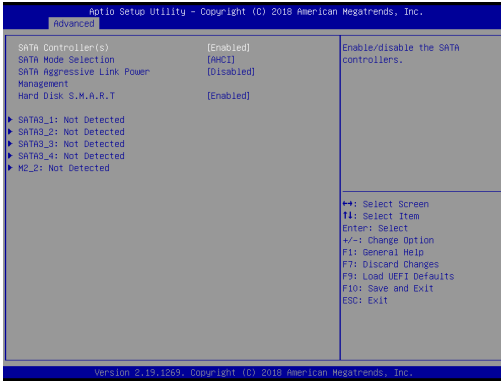 Aptio Setup Utility – Copyright (C) 2018 American Megatrends, Inc.
Advanced
SATA Controller(s) [Enabled]
SATA Mode Selection [AHCI]
SATA Aggressive Link Power Management [Disabled]
Hard Disk S.M.A.R.T [Enabled]
SATA3_1: Not Detected
SATA3_2: Not Detected
SATA3_3: Not Detected
SATA3_4: Not Detected
M2_2: Not Detected
Enable/disable the SATA
controllers.
↔: Select Screen
↑↓: Select Item
Enter: Select
+/-: Change Option
F1: General Help
F7: Discard Changes
F9: Load UEFI Defaults
F10: Save and Exit
ESC: Exit
Version 2.19.1269. Copyright (C) 2018 American Megatrends, Inc.